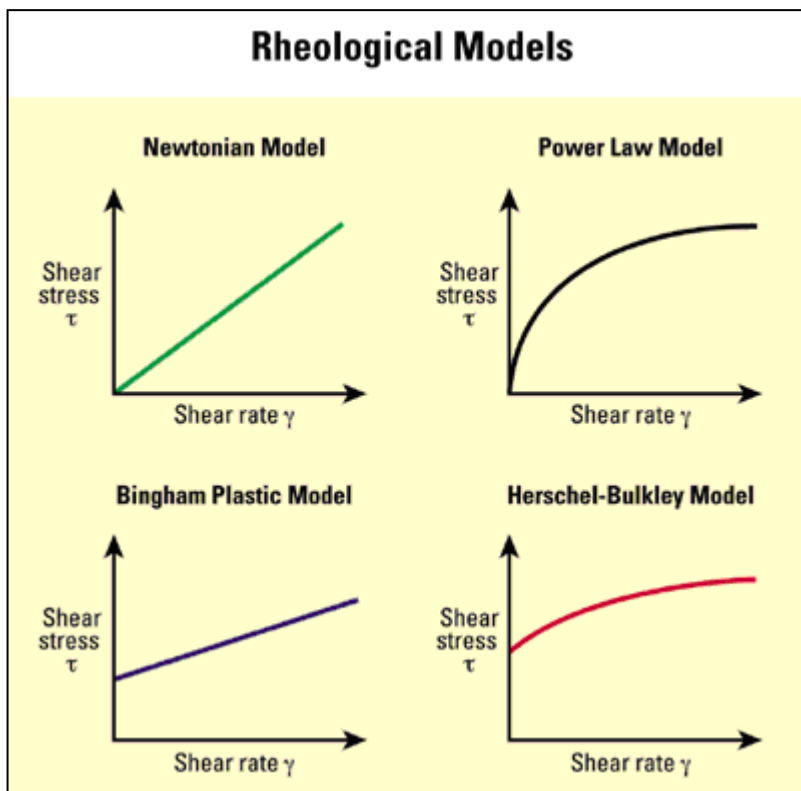 Rheological Models
Newtonian Model
Shear
stress
τ
Shear rate γ
Power Law Model
Shear
stress
τ
Shear rate γ
Bingham Plastic Model
Shear
stress
τ
Shear rate γ
Herschel-Bulkley Model
Shear
stress
τ
Shear rate γ